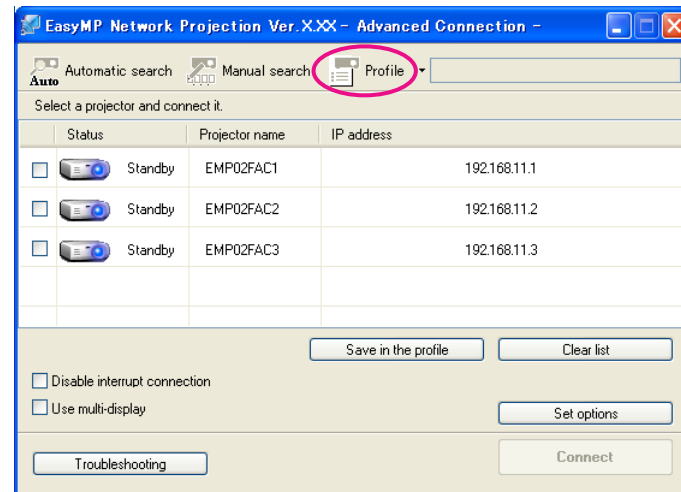 EasyMP Network Projection Ver.X.XX - Advanced Connection -
Auto Automatic search Manual search Profile
Select a projector and connect it.
Status Projector name IP address
Standby EMP02FAC1 192.168.11.1
Standby EMP02FAC2 192.168.11.2
Standby EMP02FAC3 192.168.11.3
Save in the profile Clear list
Disable interrupt connection
Use multi-display Set options
Troubleshooting Connect